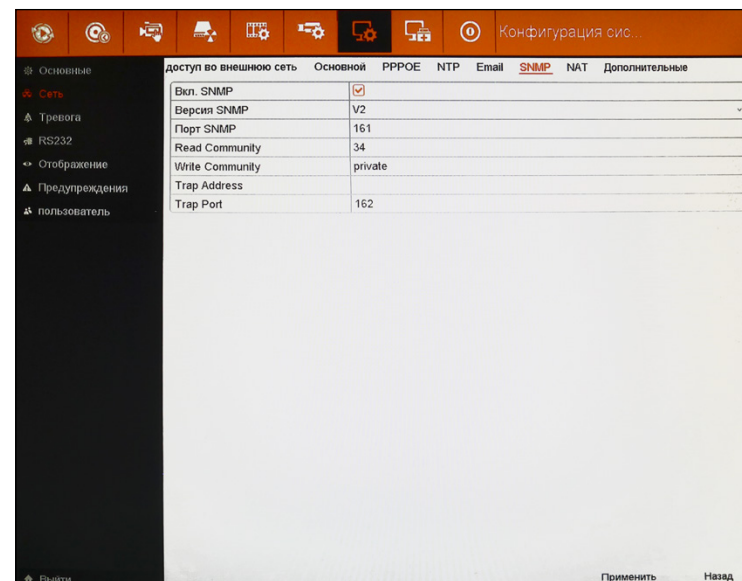 Конфигурация сис...
Основные
Сеть
Тревога
RS232
Отображение
Предупреждения
пользователь
Выйти
доступ во внешнюю сеть Основной PPPOE NTP Email SNMP NAT Дополнительные
Вкл. SNMP
Версия SNMP V2
Порт SNMP 161
Read Community 34
Write Community private
Trap Address
Trap Port 162
Применить Назад